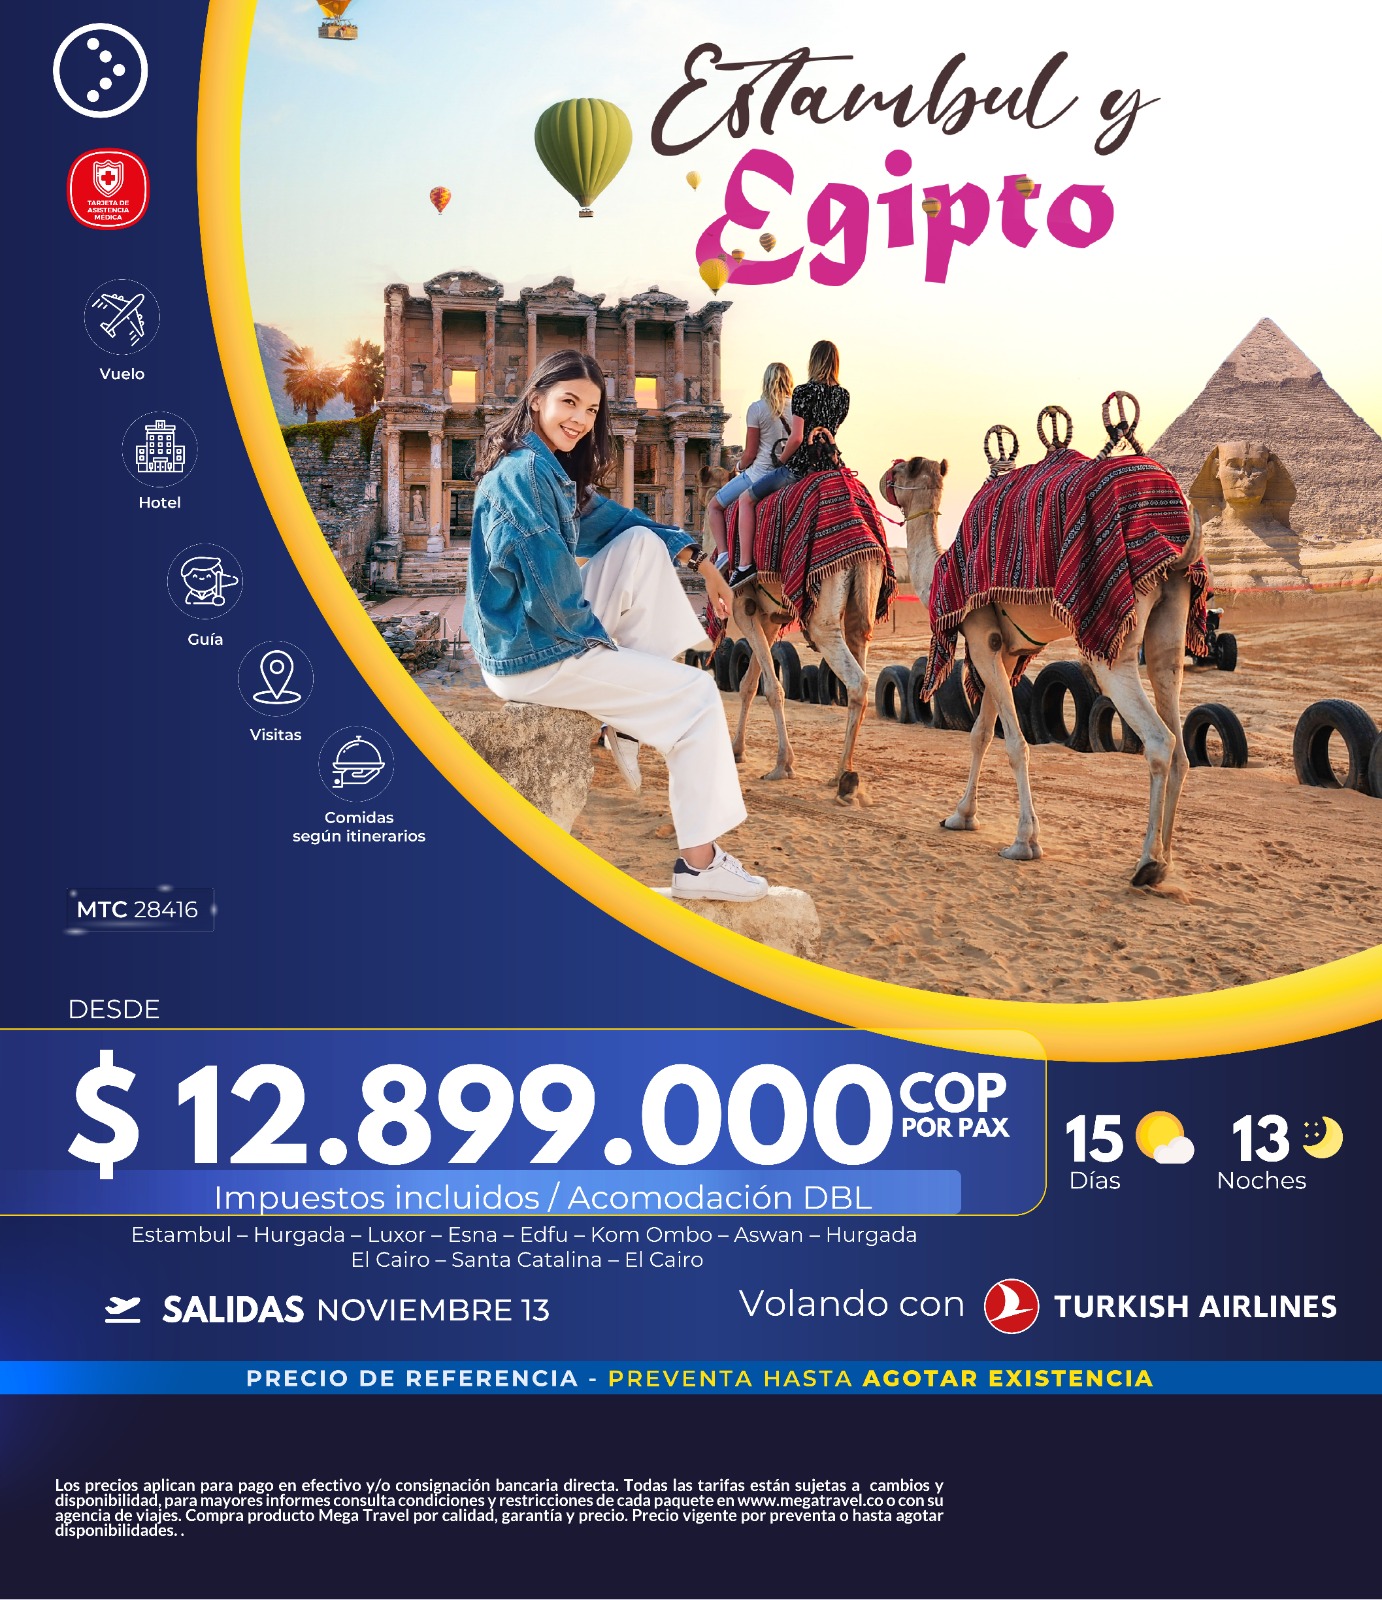 Estambul y
Egipto
TARJETA DE
ASISTENCIA
MÉDICA
Vuelo
Hotel
Guía
Visitas
Comidas
según itinerarios
MTC 28416
DESDE
$ 12.899.000 COP
POR PAX
Impuestos incluidos / Acomodación DBL
15
Días
13
Noches
Estambul – Hurgada – Luxor – Esna – Edfu – Kom Ombo – Aswan – Hurgada
El Cairo – Santa Catalina – El Cairo
SALIDAS NOVIEMBRE 13
Volando con TURKISH AIRLINES
PRECIO DE REFERENCIA - PREVENTA HASTA AGOTAR EXISTENCIA
Los precios aplican para pago en efectivo y/o consignación bancaria directa. Todas las tarifas están sujetas a cambios y
disponibilidad, para mayores informes consulta condiciones y restricciones de cada paquete en www.megatravel.co o con su
agencia de viajes. Compra producto Mega Travel por calidad, garantía y precio. Precio vigente por preventa o hasta agotar
disponibilidades. .